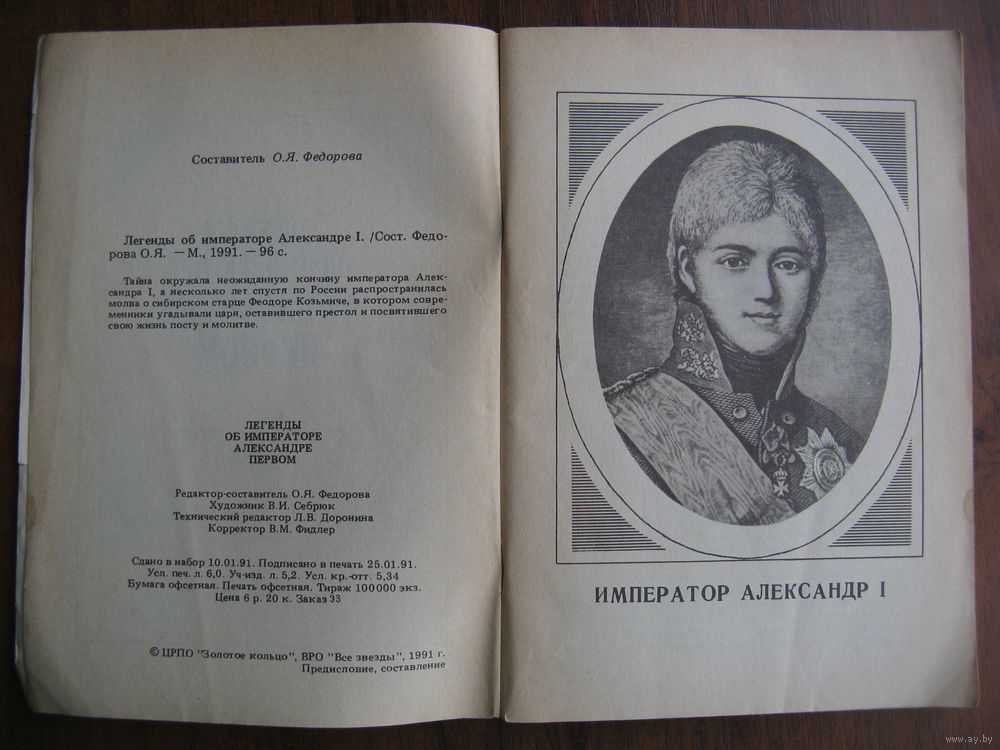 Составитель О.Я. Федорова
Легенды об императоре Александре I. /Сост. Федо-
рова О.Я. — М., 1991. — 96 с.
Тайна окружала неожиданную кончину императора Алек-
сандра I, а несколько лет спустя по России распространилась
молва о сибирском старце Феодоре Козьмиче, в котором совре-
менники угадывали царя, оставившего престол и посвятившего
свою жизнь посту и молитве.
ЛЕГЕНДЫ
ОБ ИМПЕРАТОРЕ
АЛЕКСАНДРЕ
ПЕРВОМ
Редактор-составитель О.Я. Федорова
Художник В.И. Себрюк
Технический редактор Л.В. Доронина
Корректор В.М. Фидлер
Сдано в набор 10.01.91. Подписано в печать 25.01.91.
Усл. печ. л. 6,0. Уч-изд. л. 5,2. Усл. кр.-отт. 5,34
Бумага офсетная. Печать офсетная. Тираж 100000 экз.
Цена 6 р. 20 к. Заказ 33
© ЦРПО "Золотое кольцо", ВРО "Все звезды", 1991 г.
Предисловие, составление
ИМПЕРАТОР АЛЕКСАНДР I
www.ay.by